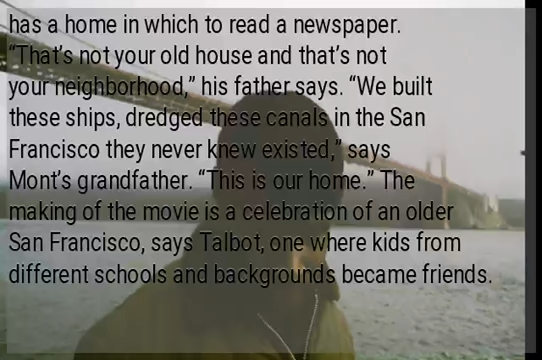 has a home in which to read a newspaper.
“That’s not your old house and that’s not
your neighborhood,” his father says. “We built
these ships, dredged these canals in the San
Francisco they never knew existed,” says
Mont’s grandfather. “This is our home.” The
making of the movie is a celebration of an older
San Francisco, says Talbot, one where kids from
different schools and backgrounds became friends.